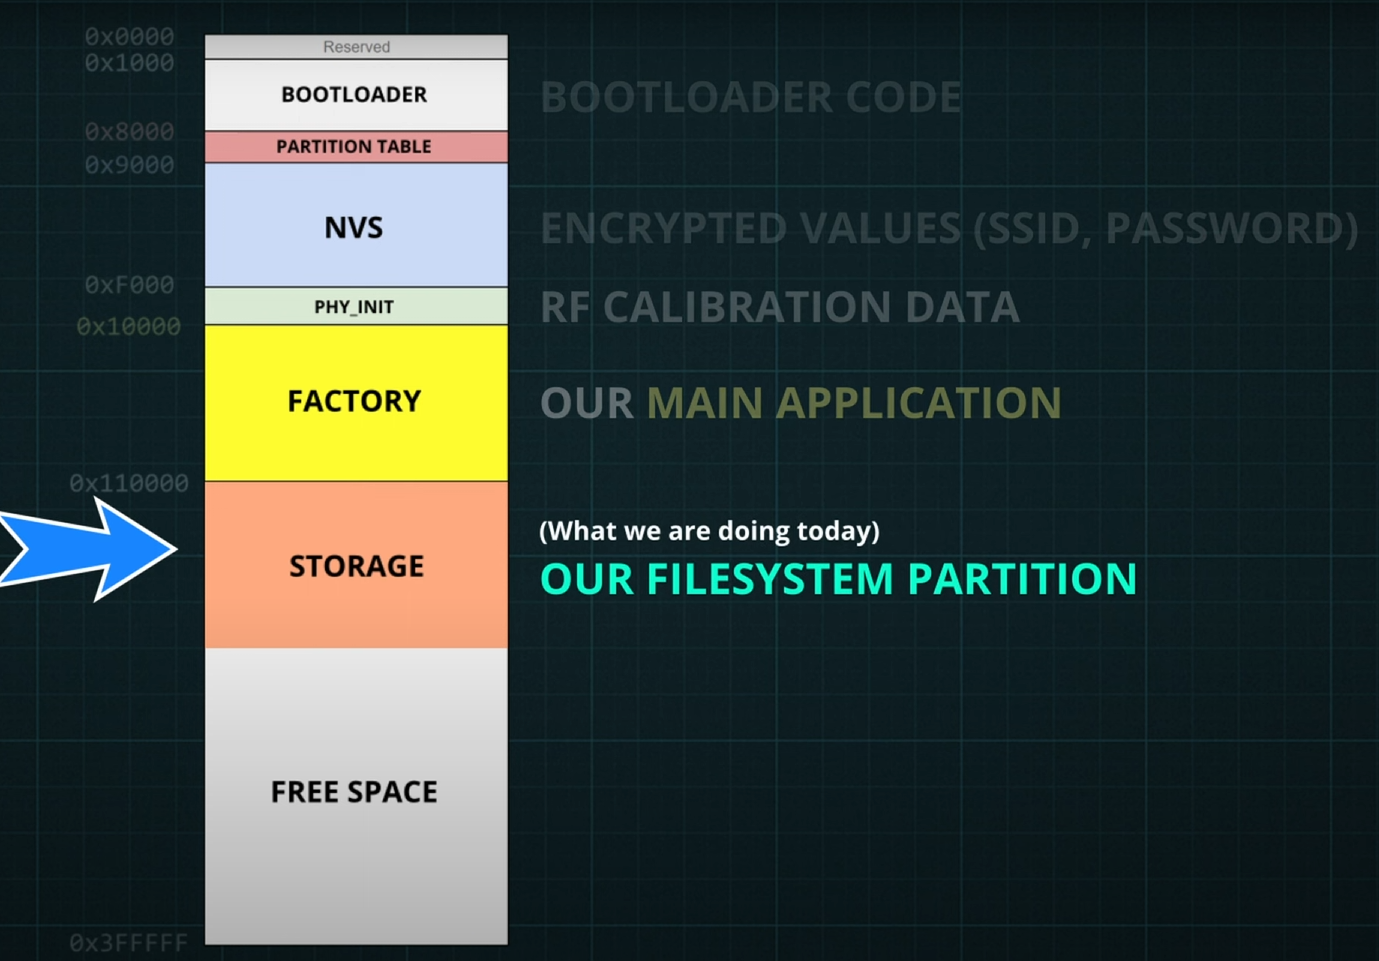 0x0000
Reserved
0x1000
BOOTLOADER
BOOTLOADER CODE
0x8000
PARTITION TABLE
0x9000
NVS
ENCRYPTED VALUES (SSID, PASSWORD)
0xF000
PHY_INIT
RF CALIBRATION DATA
0x10000
FACTORY
OUR MAIN APPLICATION
0x110000
(What we are doing today)
STORAGE
OUR FILESYSTEM PARTITION
FREE SPACE
0x3FFFFF